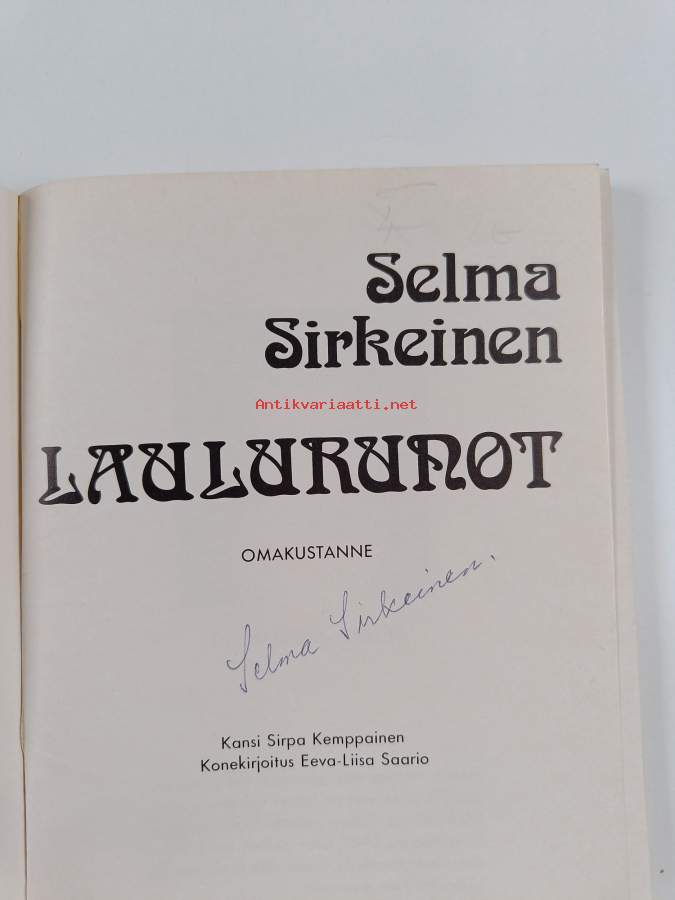 Selma
Sirkeinen
Antikvariaatti.net
LAULURUNOT
OMAKUSTANNE
Selma Sirkeinen.
Kansi Sirpa Kemppainen
Konekirjoitus Eeva-Liisa Saario